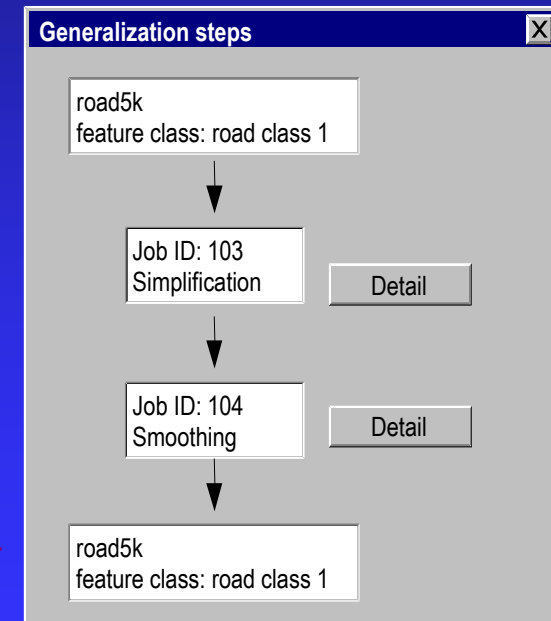 Generalization steps
X
road5k
feature class: road class 1
Job ID: 103
Simplification
Detail
Job ID: 104
Smoothing
Detail
road5k
feature class: road class 1